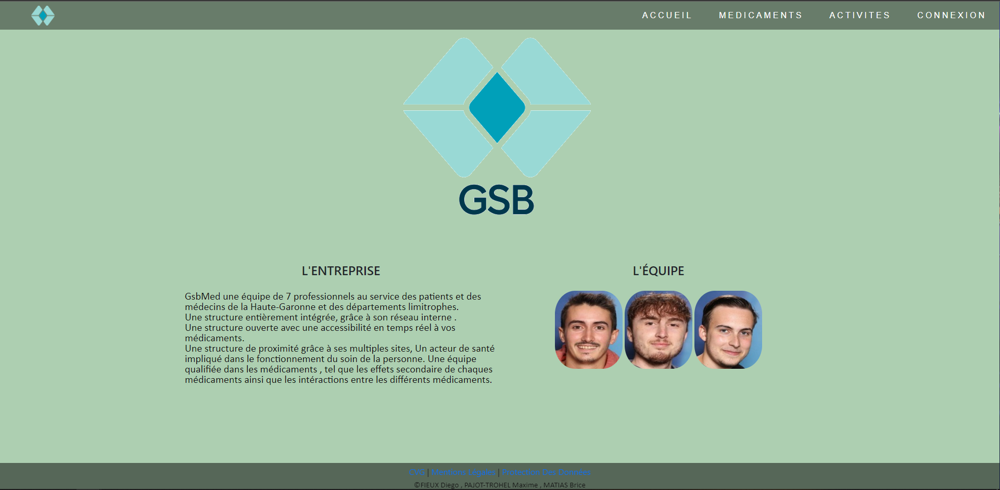 ACCUEIL MEDICAMENTS ACTIVITES CONNEXION
GSB
L'ENTREPRISE
GsbMed une équipe de 7 professionnels au service des patients et des
médecins de la Haute-Garonne et des départements limitrophes.
Une structure entièrement intégrée, grâce à son réseau interne .
Une structure ouverte avec une accessibilité en temps réel à vos
médicaments.
Une structure de proximité grâce à ses multiples sites, Un acteur de santé
impliqué dans le fonctionnement du soin de la personne. Une équipe
qualifiée dans les médicaments , tel que les effets secondaire de chaques
médicaments ainsi que les intéractions entre les différents médicaments.
L'ÉQUIPE
CVG | Mentions Legales | Protection Des Données
©FIEUX Diego , PAJOT-TROHEL Maxime , MATIAS Brice